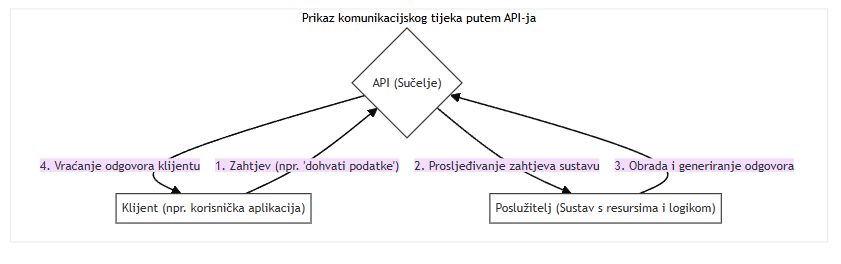 Prikaz komunikacijskog tijeka putem API-ja
API (Sučelje)
4. Vraćanje odgovora klijentu
1. Zahtjev (npr. 'dohvati podatke')
2. Prosljeđivanje zahtjeva sustavu
3. Obrada i generiranje odgovora
Klijent (npr. korisnička aplikacija)
Poslužitelj (Sustav s resursima i logikom)